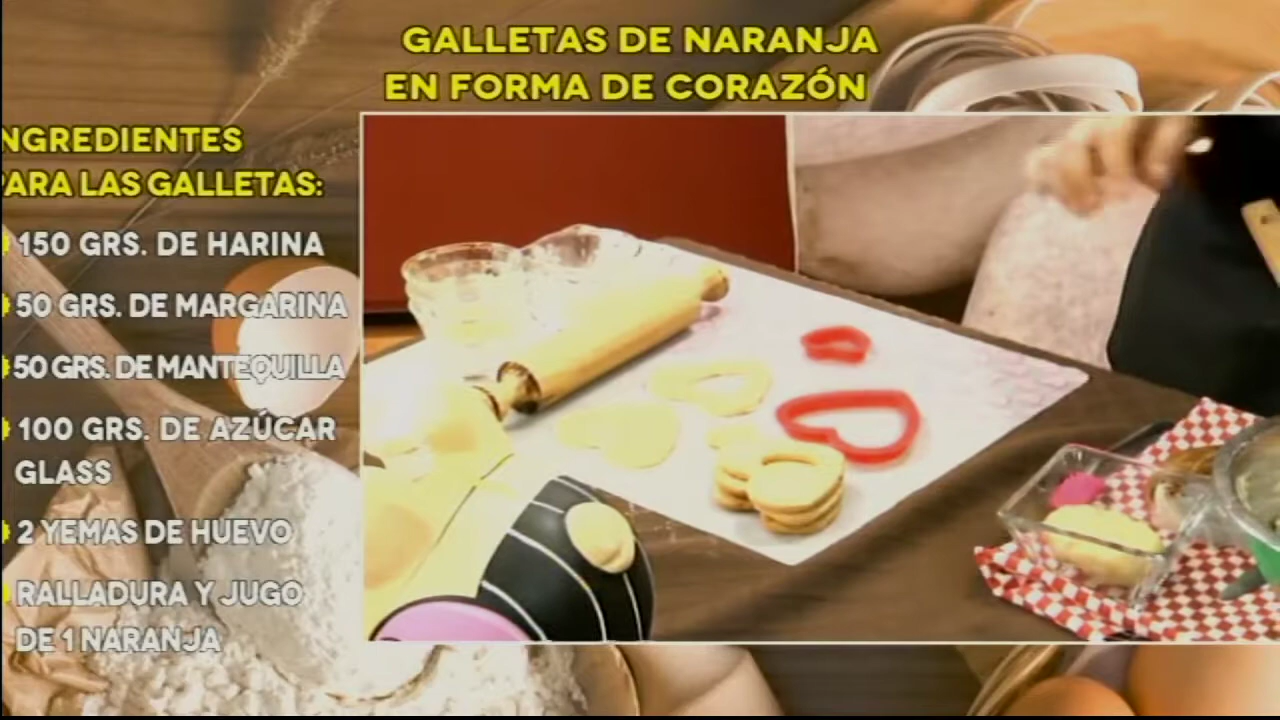 GALLETAS DE NARANJA
EN FORMA DE CORAZÓN
NGREDIENTES
PARA LAS GALLETAS:
150 GRS. DE HARINA
50 GRS. DE MARGARINA
50 GRS. DE MANTEQUILLA
100 GRS. DE AZÚCAR
GLASS
2 YEMAS DE HUEVO
RALLADURA Y JUGO
DE 1 NARANJA